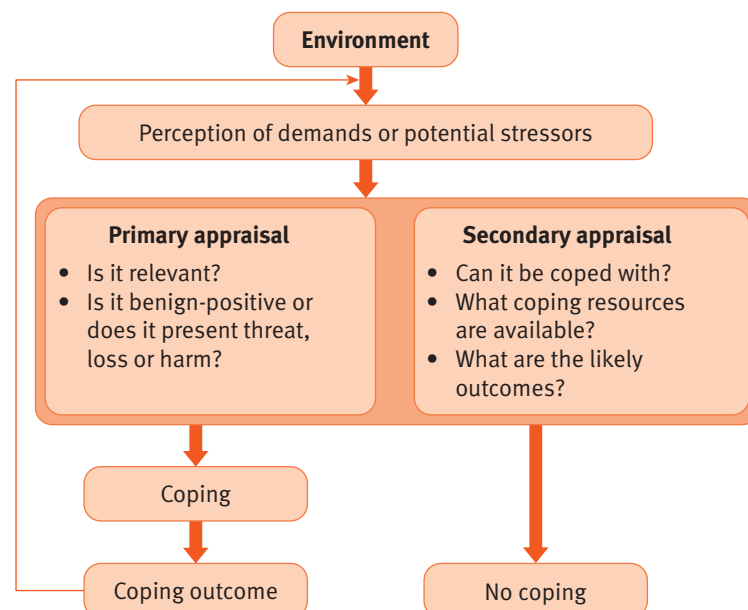 Environment
Perception of demands or potential stressors
Primary appraisal
• Is it relevant?
• Is it benign-positive or
does it present threat,
loss or harm?
Secondary appraisal
• Can it be coped with?
• What coping resources
are available?
• What are the likely
outcomes?
Coping
Coping outcome
No coping